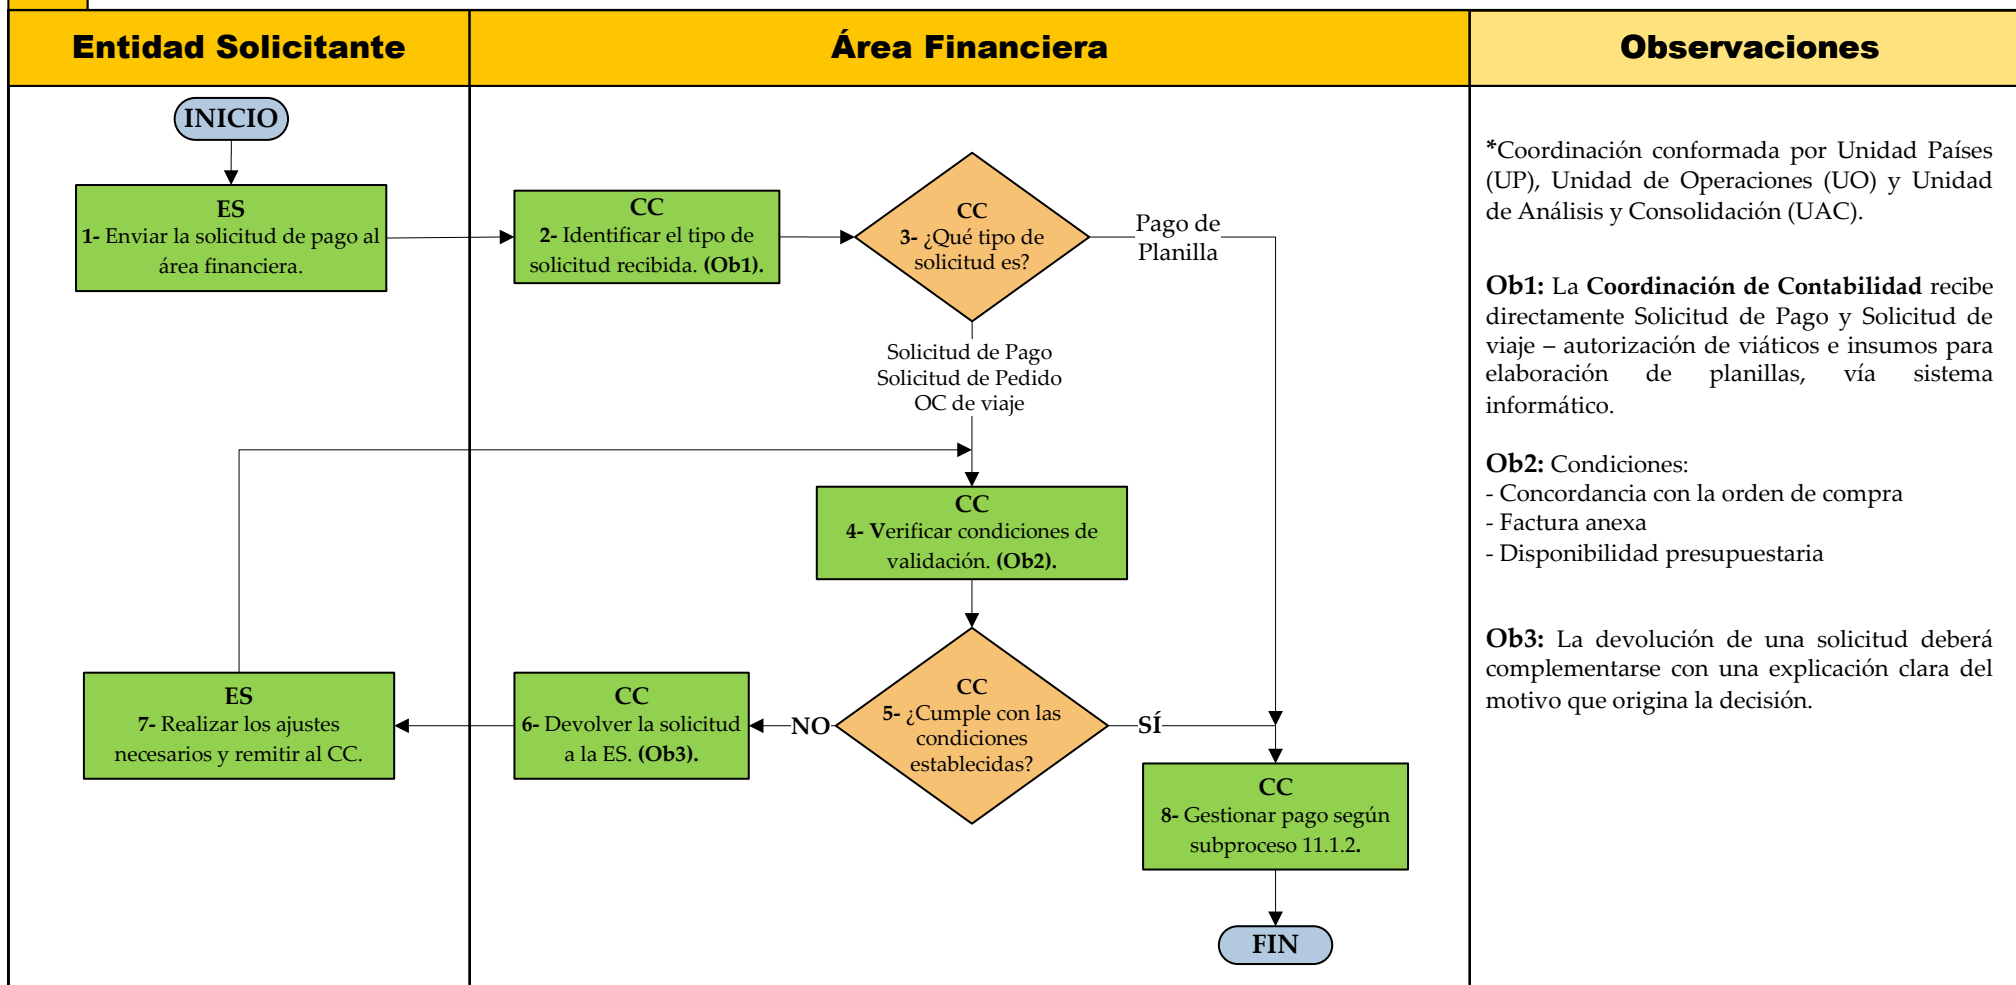 Entidad Solicitante
Área Financiera
Observaciones
INICIO
ES
1- Enviar la solicitud de pago al
área financiera.
CC
2- Identificar el tipo de
solicitud recibida. (Ob1).
CC
3- ¿Qué tipo de
solicitud es?
Pago de
Planilla
Solicitud de Pago
Solicitud de Pedido
OC de viaje
CC
4- Verificar condiciones de
validación. (Ob2).
CC
5- ¿Cumple con las
condiciones
establecidas?
NO
SÍ
CC
6- Devolver la solicitud
a la ES. (Ob3).
ES
7- Realizar los ajustes
necesarios y remitir al CC.
CC
8- Gestionar pago según
subproceso 11.1.2.
FIN
*Coordinación conformada por Unidad Países
(UP), Unidad de Operaciones (UO) y Unidad
de Análisis y Consolidación (UAC).
Ob1: La Coordinación de Contabilidad recibe
directamente Solicitud de Pago y Solicitud de
viaje – autorización de viáticos e insumos para
elaboración de planillas, vía sistema
informático.
Ob2: Condiciones:
- Concordancia con la orden de compra
- Factura anexa
- Disponibilidad presupuestaria
Ob3: La devolución de una solicitud deberá
complementarse con una explicación clara del
motivo que origina la decisión.